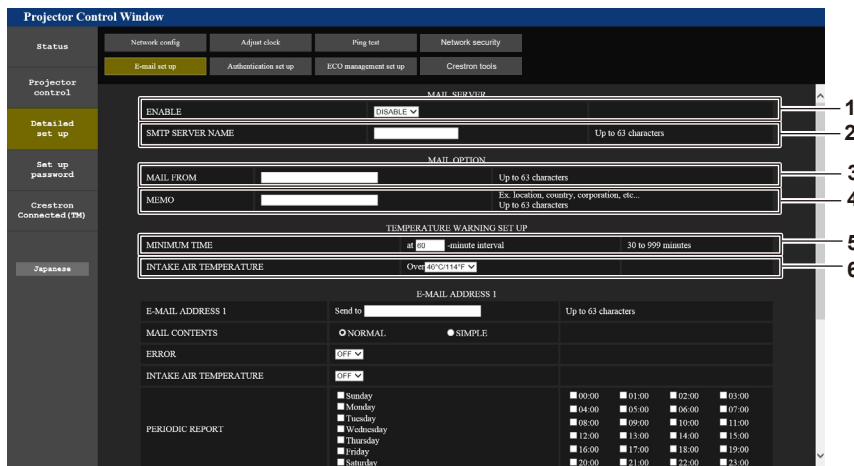 Projector Control Window
Status
Projector control
Detailed set up
Set up password
Crestron Connected(TM)
Japanese
Network config Adjust clock Ping test Network security
E-mail set up Authentication set up ECO management set up Crestron tools
MAIL SERVER
ENABLE DISABLE 1
SMTP SERVER NAME Up to 63 characters 2
MAIL OPTION
MAIL FROM Up to 63 characters 3
MEMO Ex. location, country, corporation, etc... 4
Up to 63 characters
TEMPERATURE WARNING SET UP
MINIMUM TIME at 60 -minute interval 30 to 999 minutes 5
INTAKE AIR TEMPERATURE Over 46°C/114°F 6
E-MAIL ADDRESS 1
E-MAIL ADDRESS 1 Send to Up to 63 characters
MAIL CONTENTS NORMAL SIMPLE
ERROR OFF
INTAKE AIR TEMPERATURE OFF
PERIODIC REPORT
Sunday
Monday
Tuesday
Wednesday
Thursday
Friday
Saturday
00:00 01:00 02:00 03:00
04:00 05:00 06:00 07:00
08:00 09:00 10:00 11:00
12:00 13:00 14:00 15:00
16:00 17:00 18:00 19:00
20:00 21:00 22:00 23:00